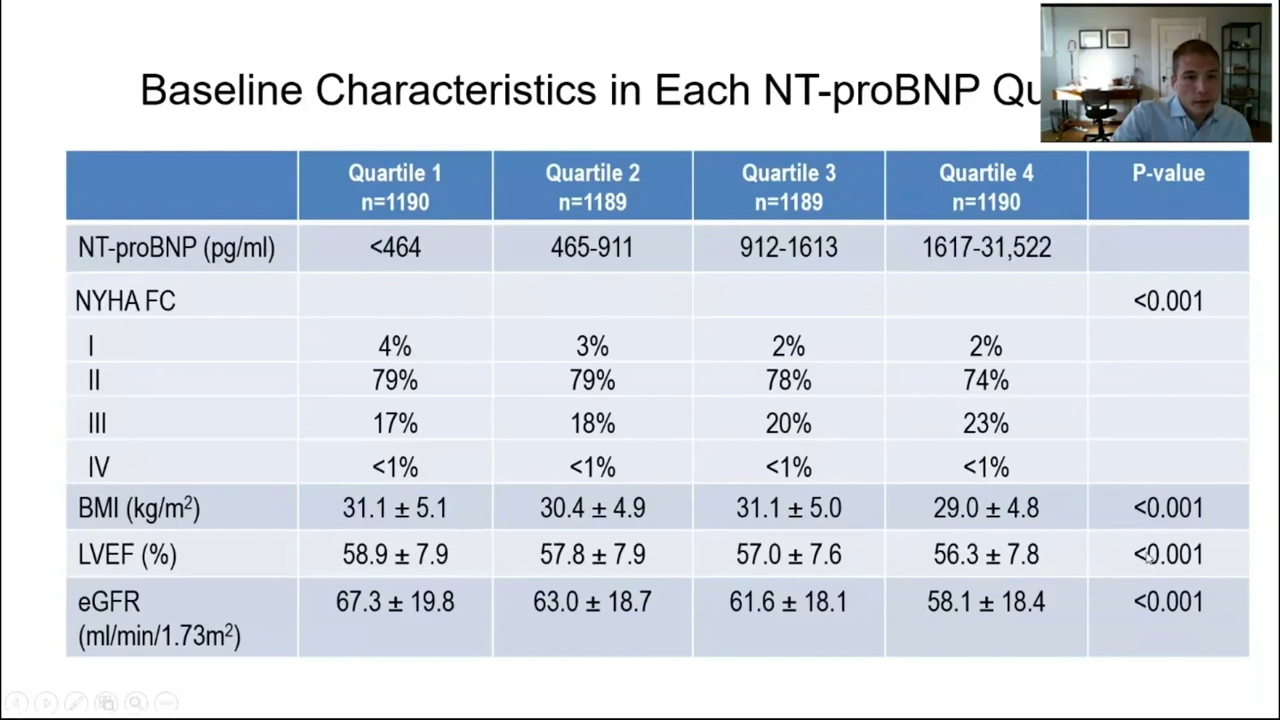 Baseline Characteristics in Each NT-proBNP
Quartile 1 Quartile 2 Quartile 3 Quartile 4 P-value
n=1190 n=1189 n=1189 n=1190
NT-proBNP (pg/ml) <464 465-911 912-1613 1617-31,522
NYHA FC <0.001
I 4% 3% 2% 2%
II 79% 79% 78% 74%
III 17% 18% 20% 23%
IV <1% <1% <1% <1%
BMI (kg/m²) 31.1 ± 5.1 30.4 ± 4.9 31.1 ± 5.0 29.0 ± 4.8 <0.001
LVEF (%) 58.9 ± 7.9 57.8 ± 7.9 57.0 ± 7.6 56.3 ± 7.8 <0.001
eGFR 67.3 ± 19.8 63.0 ± 18.7 61.6 ± 18.1 58.1 ± 18.4 <0.001
(ml/min/1.73m²)